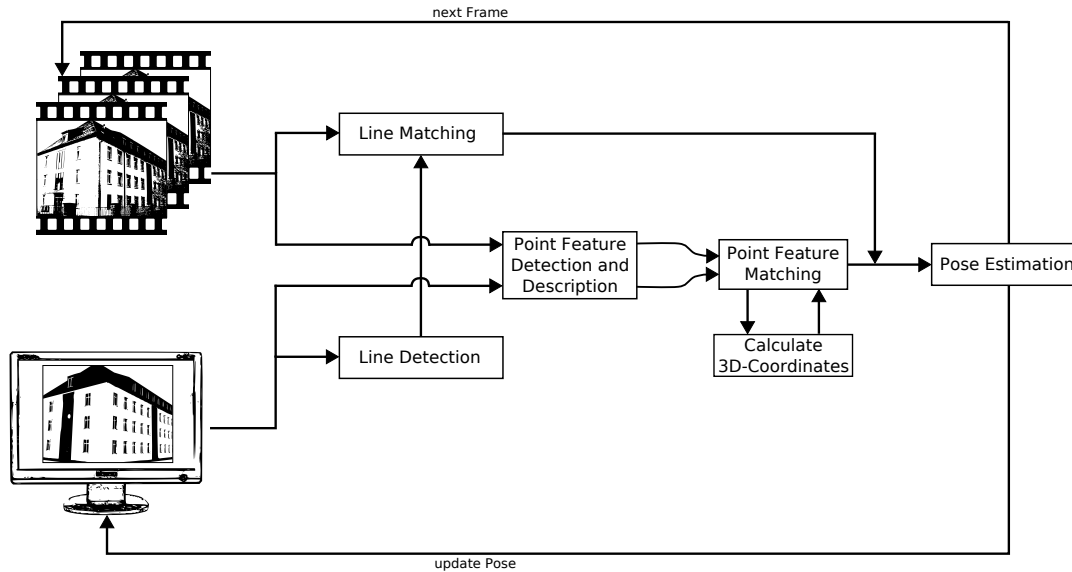 next Frame
Line Matching
Point Feature
Detection and
Description
Point Feature
Matching
Pose Estimation
Line Detection
Calculate
3D-Coordinates
update Pose